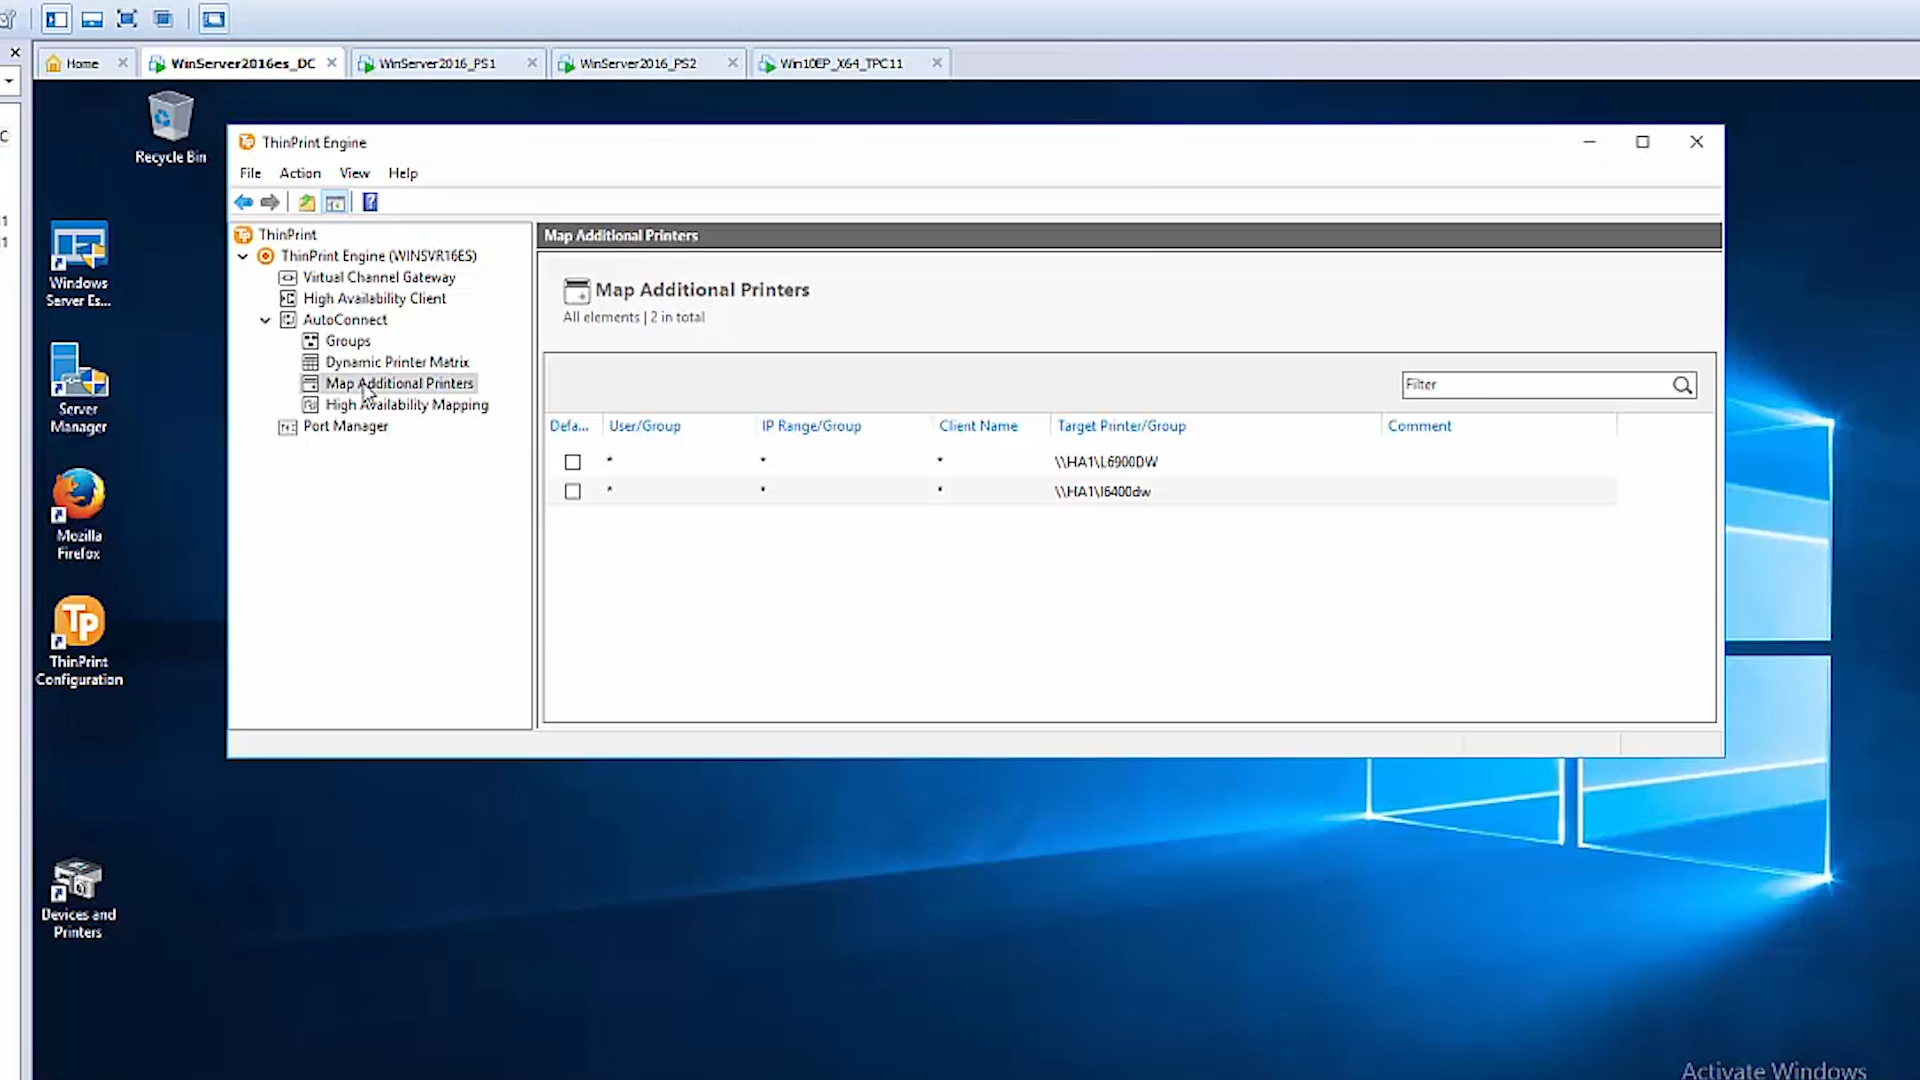 Home
WinServer2016es_DC
WinServer2016_PS1
WinServer2016_PS2
Win10EP_X64_TPC11
Recycle Bin
ThinPrint Engine
File Action View Help
ThinPrint
ThinPrint Engine (WINSVR16ES)
Virtual Channel Gateway
High Availability Client
AutoConnect
Groups
Dynamic Printer Matrix
Map Additional Printers
High Availability Mapping
Port Manager
Map Additional Printers
Map Additional Printers
All elements | 2 in total
Filter
Defa... User/Group IP Range/Group Client Name Target Printer/Group Comment
* * * \\HA1\L6900DW
* * * \\HA1\l6400dw
Windows
Server Es...
Server
Manager
Mozilla
Firefox
Tp
ThinPrint
Configuration
Devices and
Printers
Activate Windows